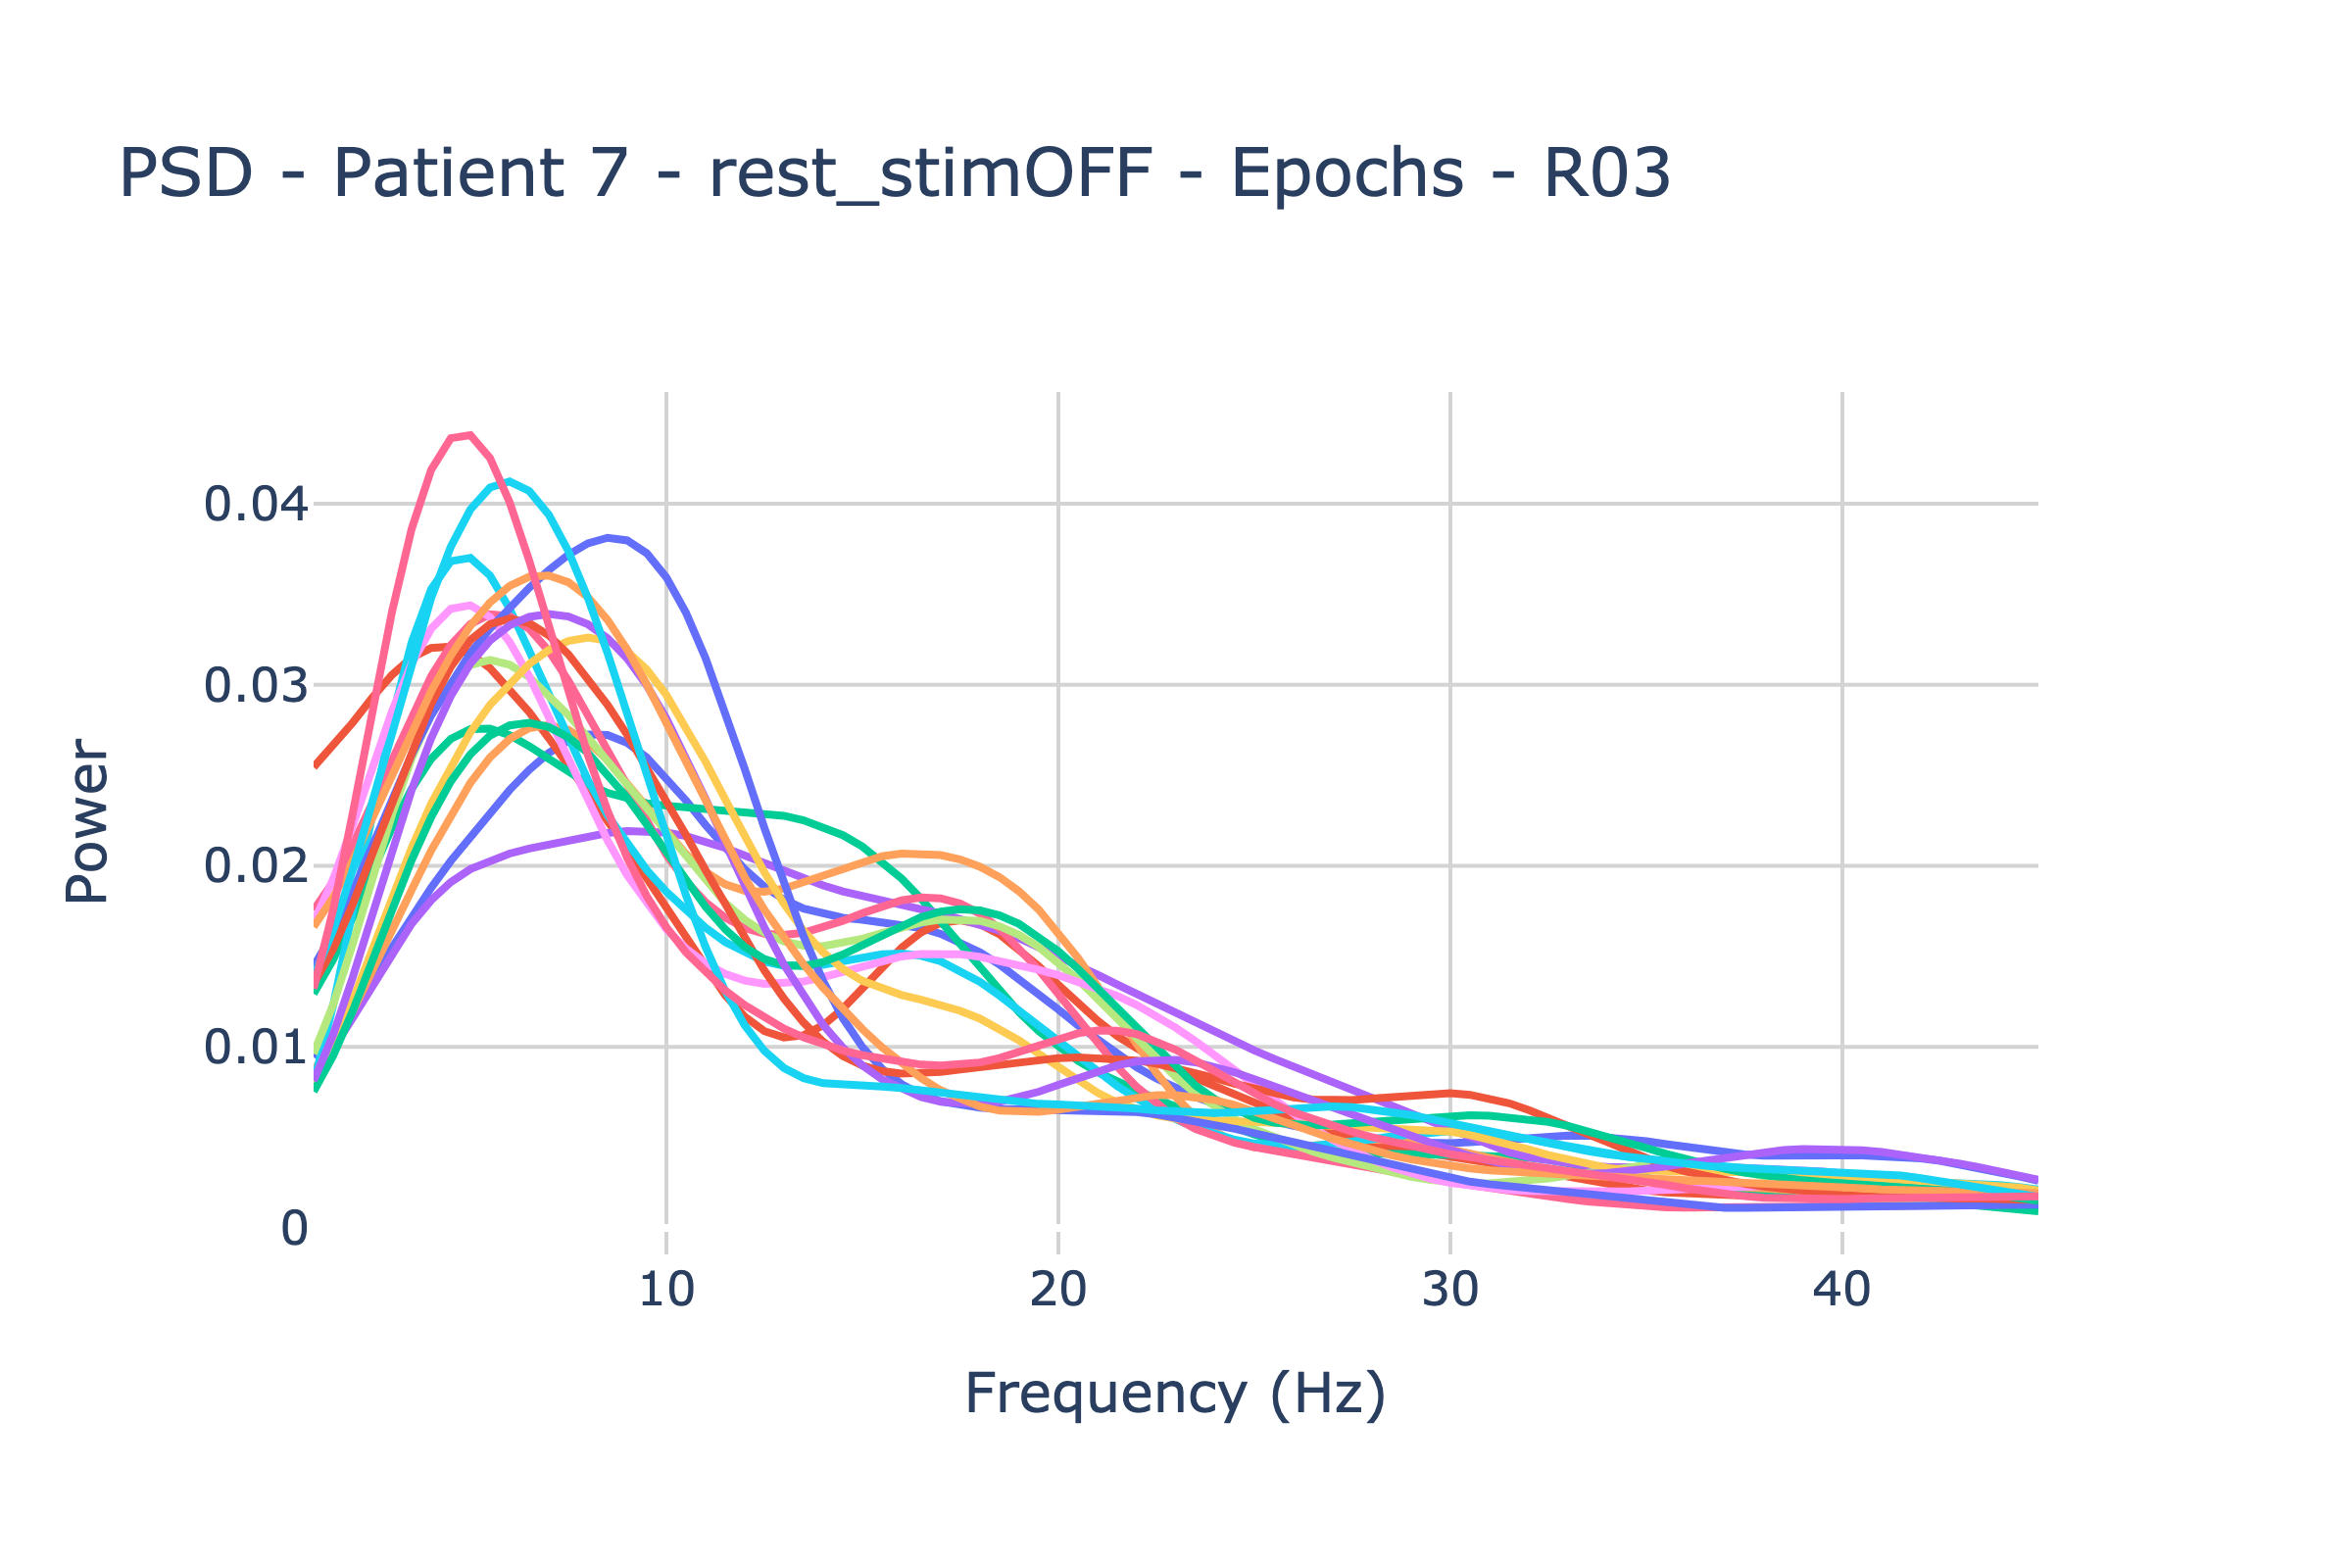 PSD - Patient 7 - rest_stimOFF - Epochs - R03
0.04
0.03
0.02
0.01
0
Power
10 20 30 40
Frequency (Hz)